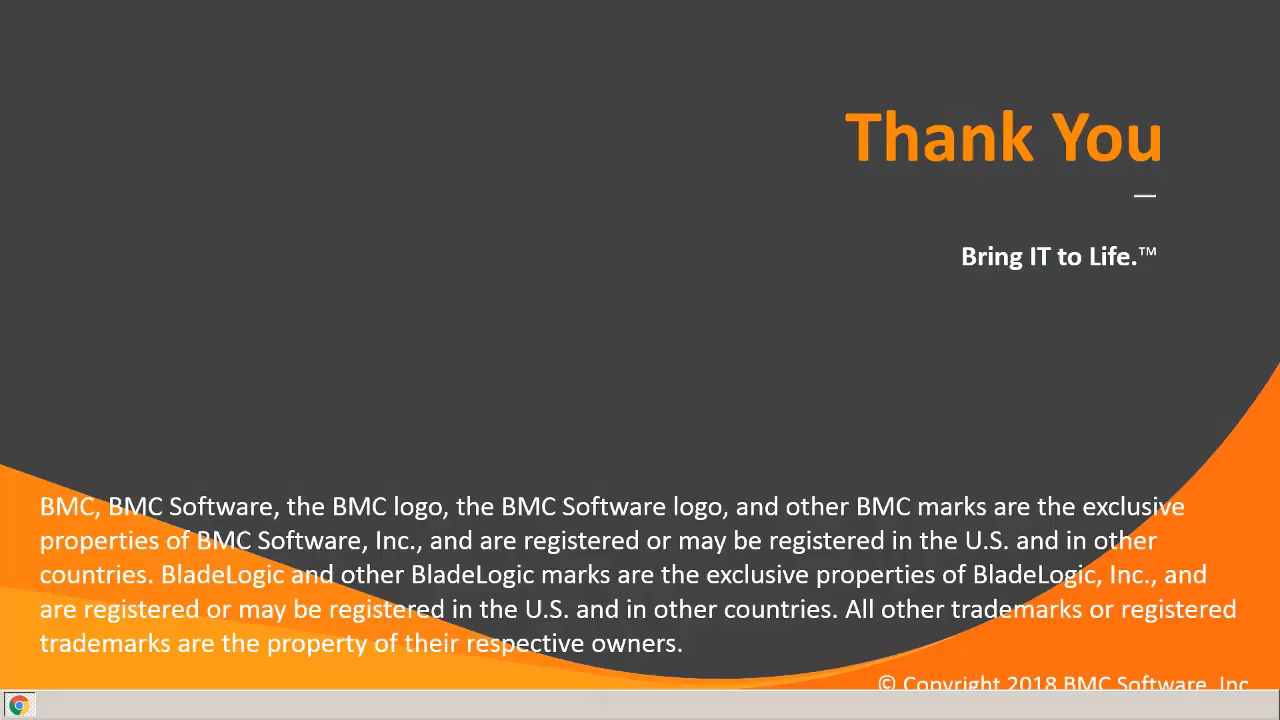 Thank You
Bring IT to Life.™
BMC, BMC Software, the BMC logo, the BMC Software logo, and other BMC marks are the exclusive
properties of BMC Software, Inc., and are registered or may be registered in the U.S. and in other
countries. BladeLogic and other BladeLogic marks are the exclusive properties of BladeLogic, Inc., and
are registered or may be registered in the U.S. and in other countries. All other trademarks or registered
trademarks are the property of their respective owners.
© Copyright 2018 BMC Software, Inc.